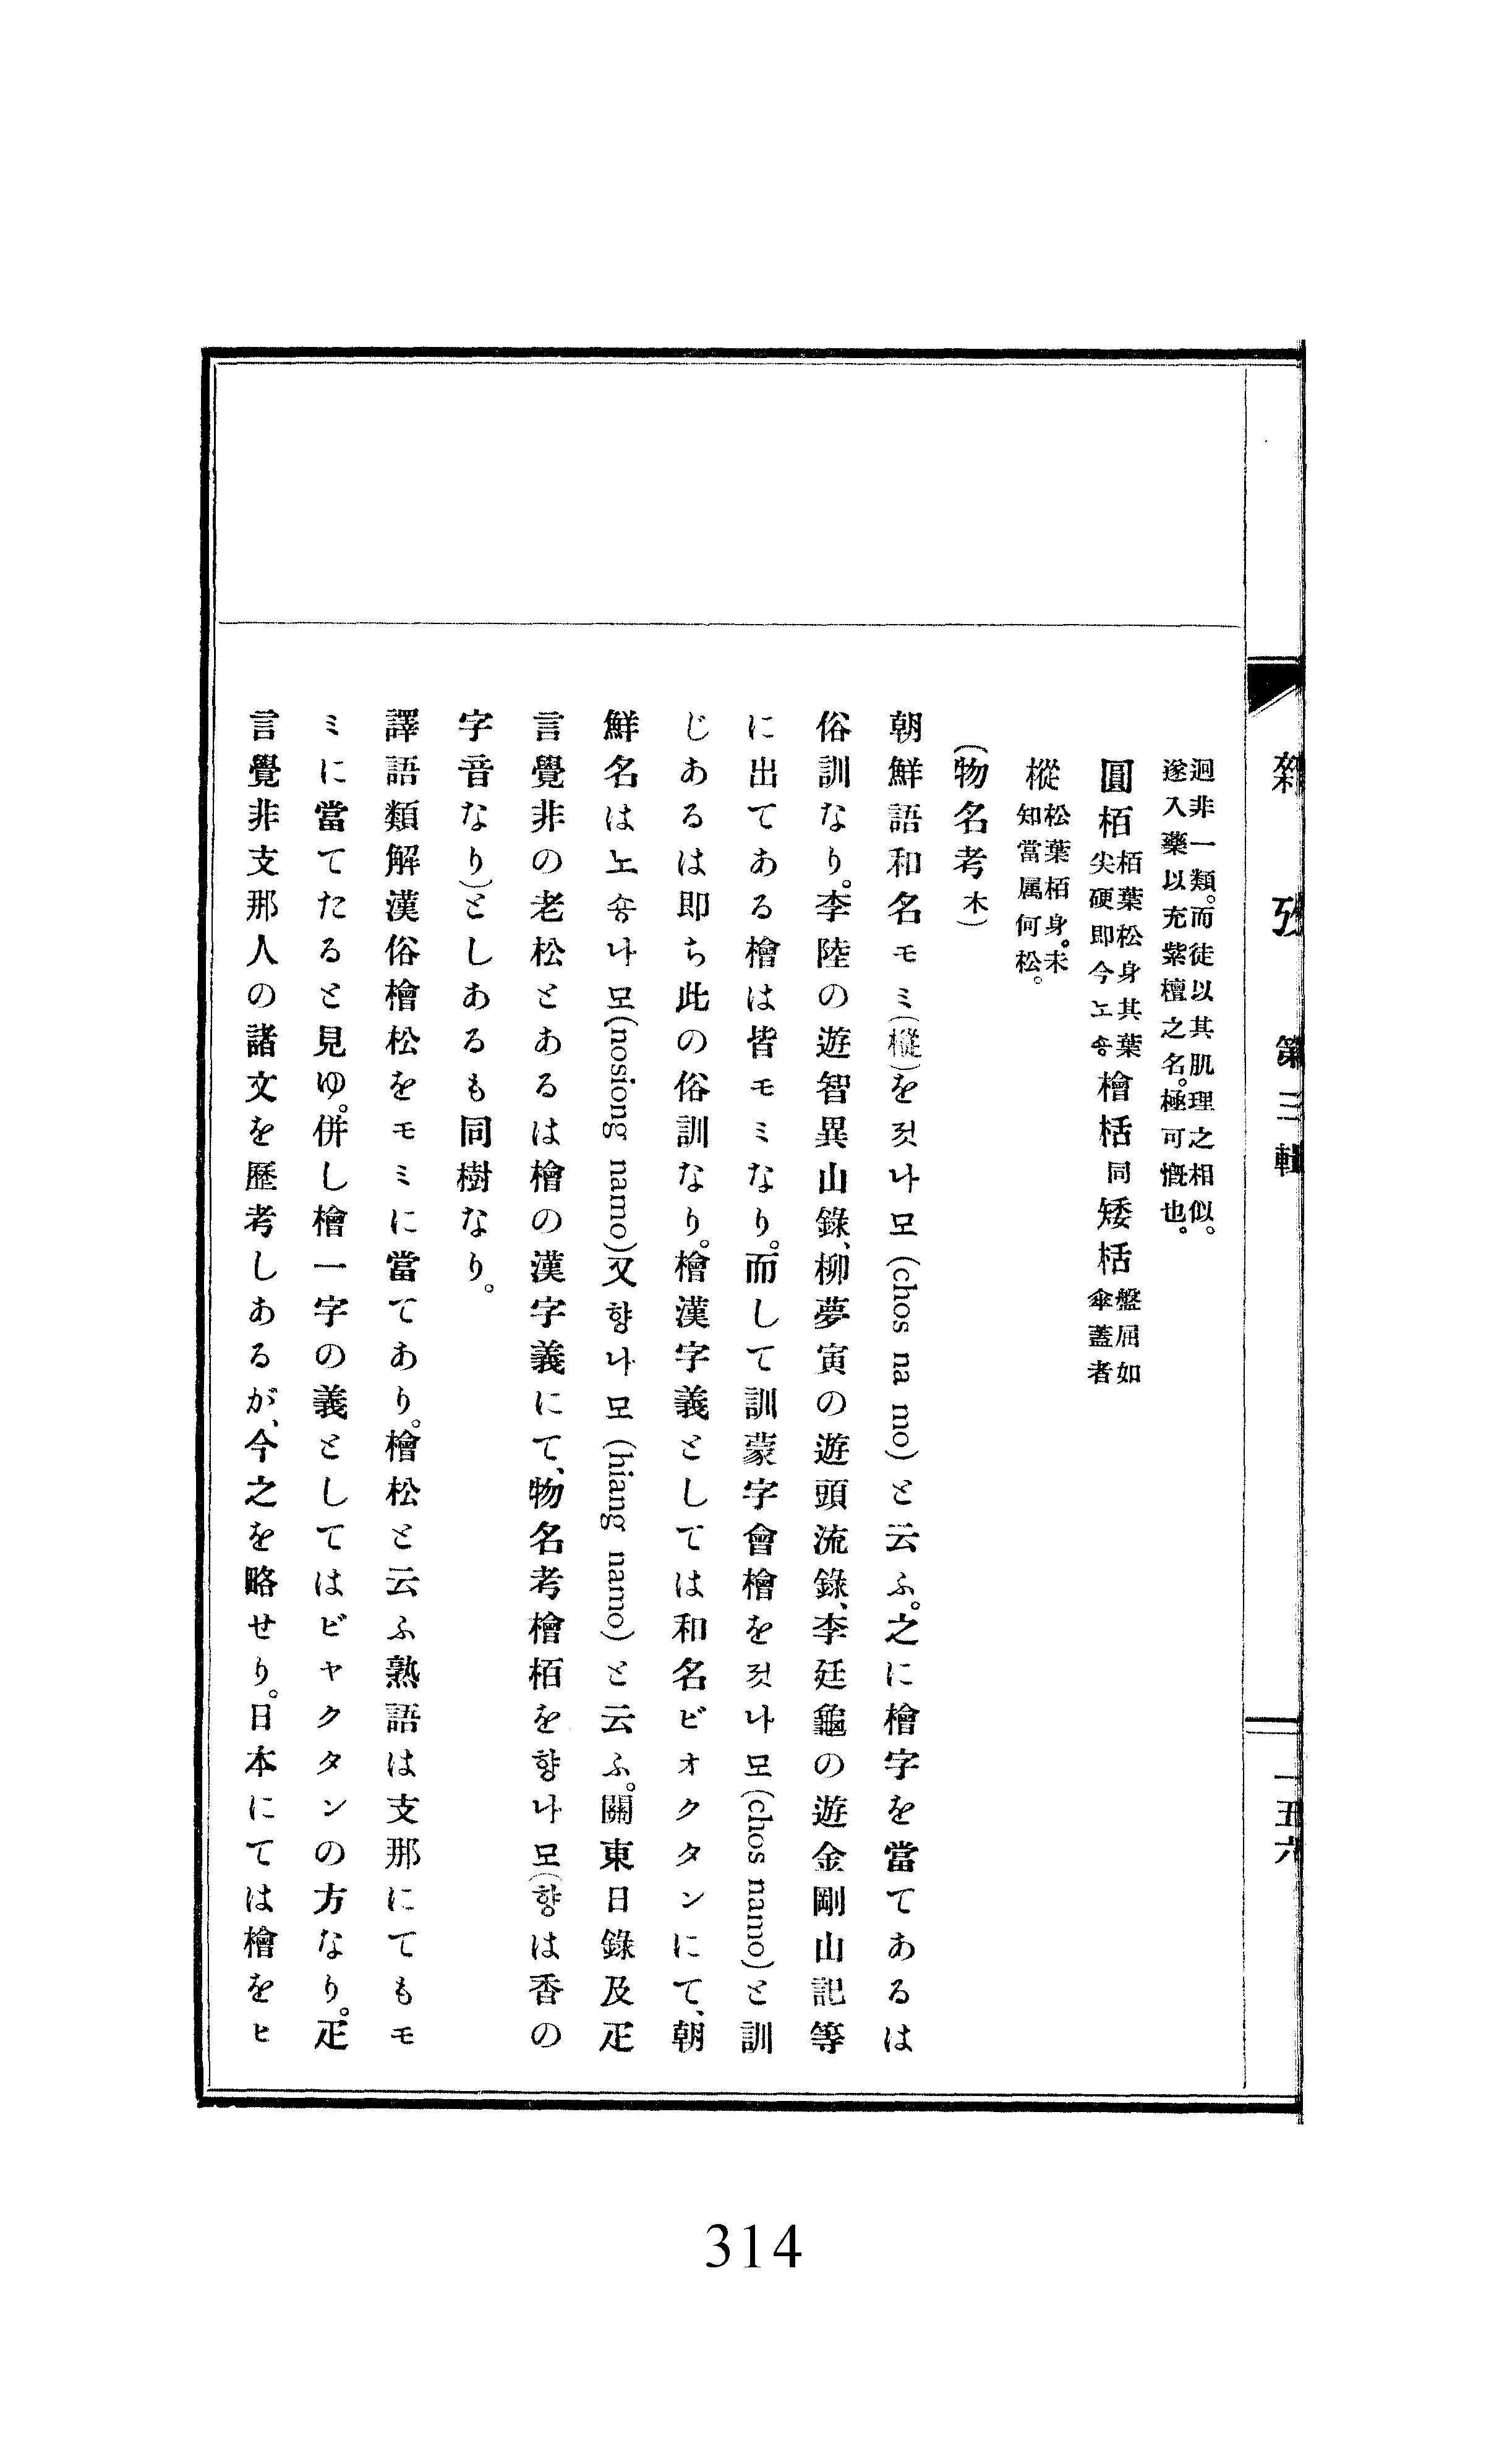 雜攷 第三輯
一五六
迥非一類。而徒以其肌理之相似。
遂入藥以充紫檀之名。極可慨也。
圓栢 栢葉松身其葉尖硬即今노송 檜栝 同 矮栝 盤屈如傘蓋者
樅 松葉栢身。未知當属何松。
(物名考 木)
朝鮮語和名モミ(樅)を젓나모 (chos na mo) と云ふ。之に檜字を當てあるは
俗訓なり。李陸の遊智異山錄、柳夢寅の遊頭流錄、李廷龜の遊金剛山記等
に出てある檜は皆モミなり。而して訓蒙字會檜を젓나모 (chos namo) と訓
じあるは即ち此の俗訓なり。檜漢字義としては和名ビオクタンにて、朝
鮮名は노숑나모 (nosiong namo) 又향나모 (hiang namo) と云ふ。關東日錄及疋
言覺非の老松とあるは檜の漢字義にて、物名考檜栢を향나모 (향は香の
字音なり)としあるも同樹なり。
譯語類解漢俗檜松をモミに當てあり。檜松と云ふ熟語は支那にてもモ
ミに當てたると見ゆ。併し檜一字の義としてはビヤクタンの方なり。疋
言覺非支那人の諸文を歷考しあるが、今之を略せり。日本にては檜をヒ
314